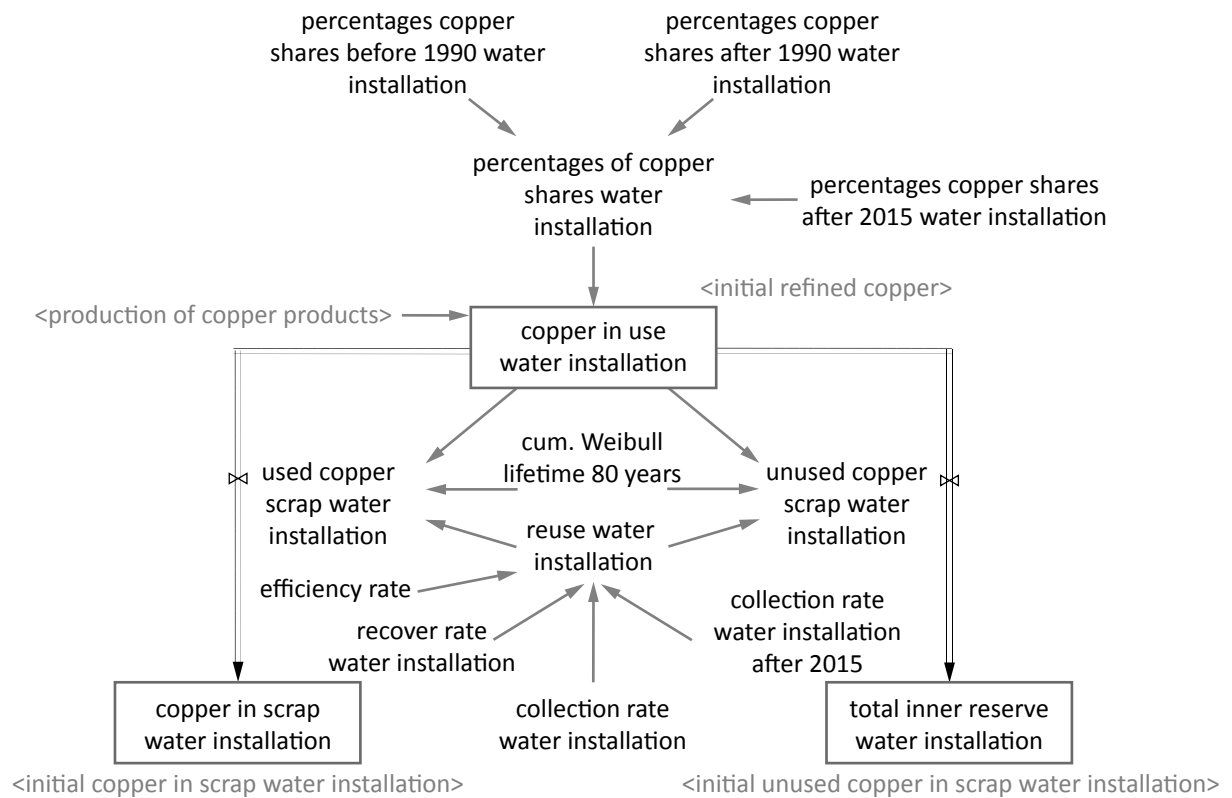 percentages copper
shares before 1990 water
installation
percentages copper
shares after 1990 water
installation
percentages of copper
shares water
installation
percentages copper shares
after 2015 water installation
<initial refined copper>
<production of copper products>
copper in use
water installation
cum. Weibull
lifetime 80 years
used copper
scrap water
installation
unused copper
scrap water
installation
reuse water
installation
efficiency rate
recover rate
water installation
collection rate
water installation
after 2015
collection rate
water installation
copper in scrap
water installation
total inner reserve
water installation
<initial copper in scrap water installation>
<initial unused copper in scrap water installation>